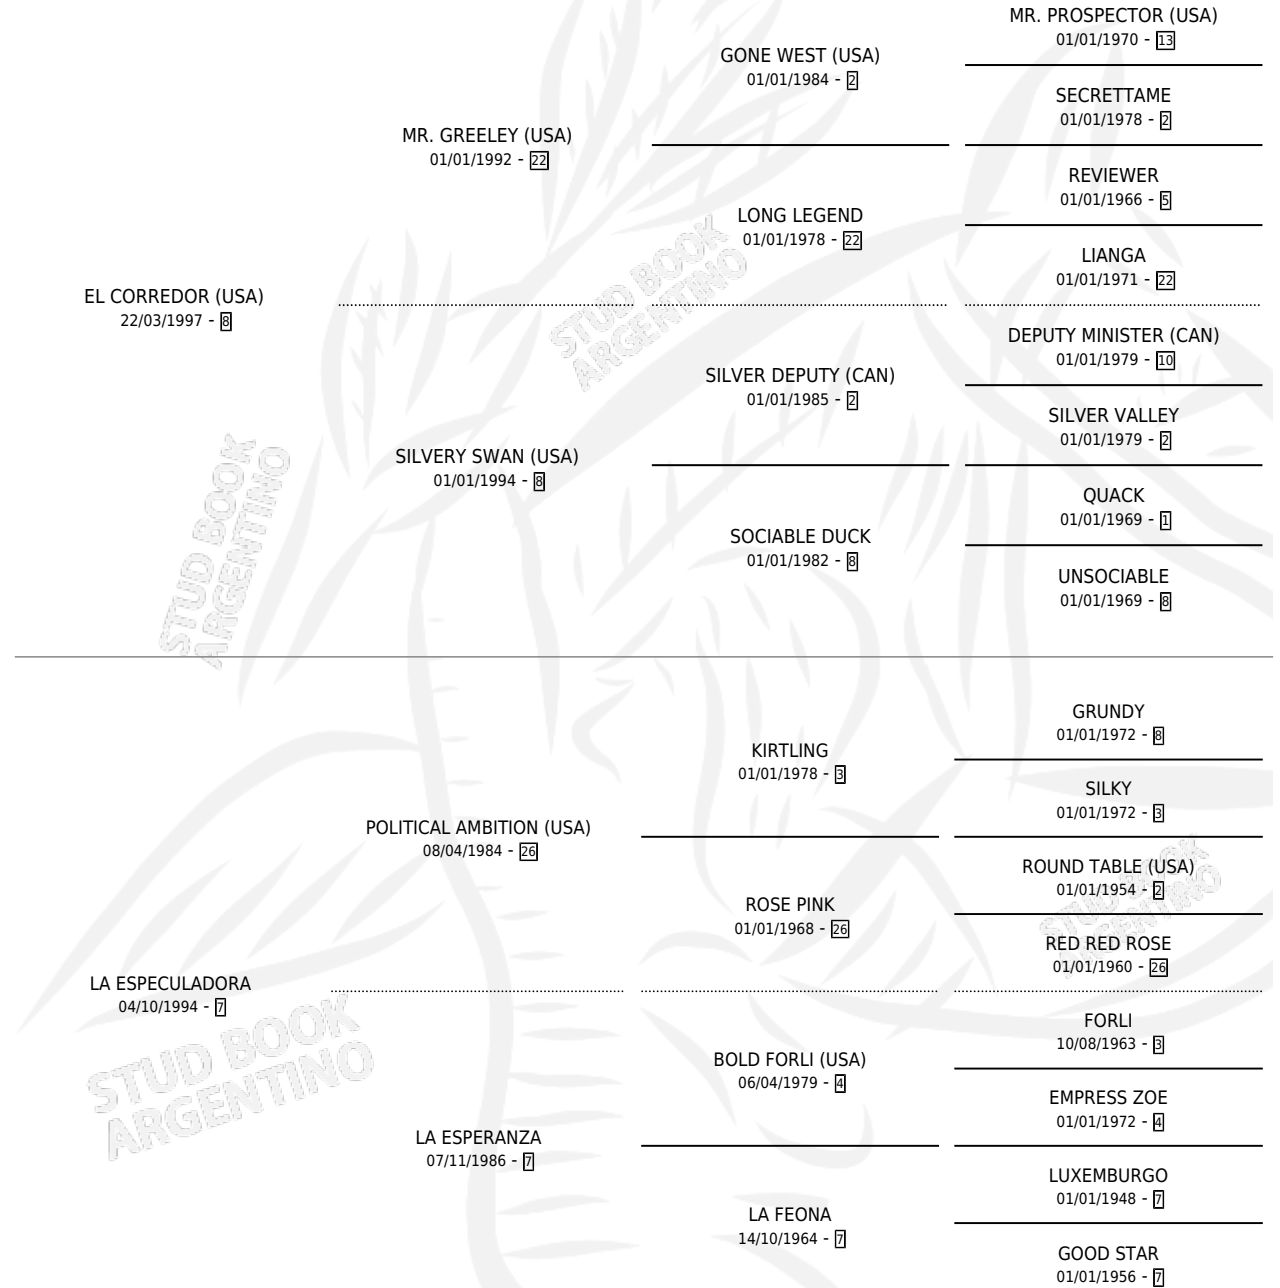 MR. PROSPECTOR (USA)
01/01/1970 - 13
GONE WEST (USA)
01/01/1984 - 2
SECRETTAME
01/01/1978 - 2
MR. GREELEY (USA)
01/01/1992 - 22
REVIEWER
01/01/1966 - 5
LONG LEGEND
01/01/1978 - 22
LIANGA
01/01/1971 - 22
EL CORREDOR (USA)
22/03/1997 - 8
DEPUTY MINISTER (CAN)
01/01/1979 - 10
SILVER DEPUTY (CAN)
01/01/1985 - 2
SILVER VALLEY
01/01/1979 - 2
SILVERY SWAN (USA)
01/01/1994 - 8
QUACK
01/01/1969 - 1
SOCIABLE DUCK
01/01/1982 - 8
UNSOCIABLE
01/01/1969 - 8
GRUNDY
01/01/1972 - 8
KIRTLING
01/01/1978 - 3
SILKY
01/01/1972 - 3
POLITICAL AMBITION (USA)
08/04/1984 - 26
ROUND TABLE (USA)
01/01/1954 - 2
ROSE PINK
01/01/1968 - 26
RED RED ROSE
01/01/1960 - 26
LA ESPECULADORA
04/10/1994 - 7
FORLI
10/08/1963 - 3
BOLD FORLI (USA)
06/04/1979 - 4
EMPRESS ZOE
01/01/1972 - 4
LA ESPERANZA
07/11/1986 - 7
LUXEMBURGO
01/01/1948 - 7
LA FEONA
14/10/1964 - 7
GOOD STAR
01/01/1956 - 7
STUD BOOK
ARGENTINO
STUD BOOK
ARGENTINO
STUD BOOK
ARGENTINO
STUD BOOK
ARGENTINO